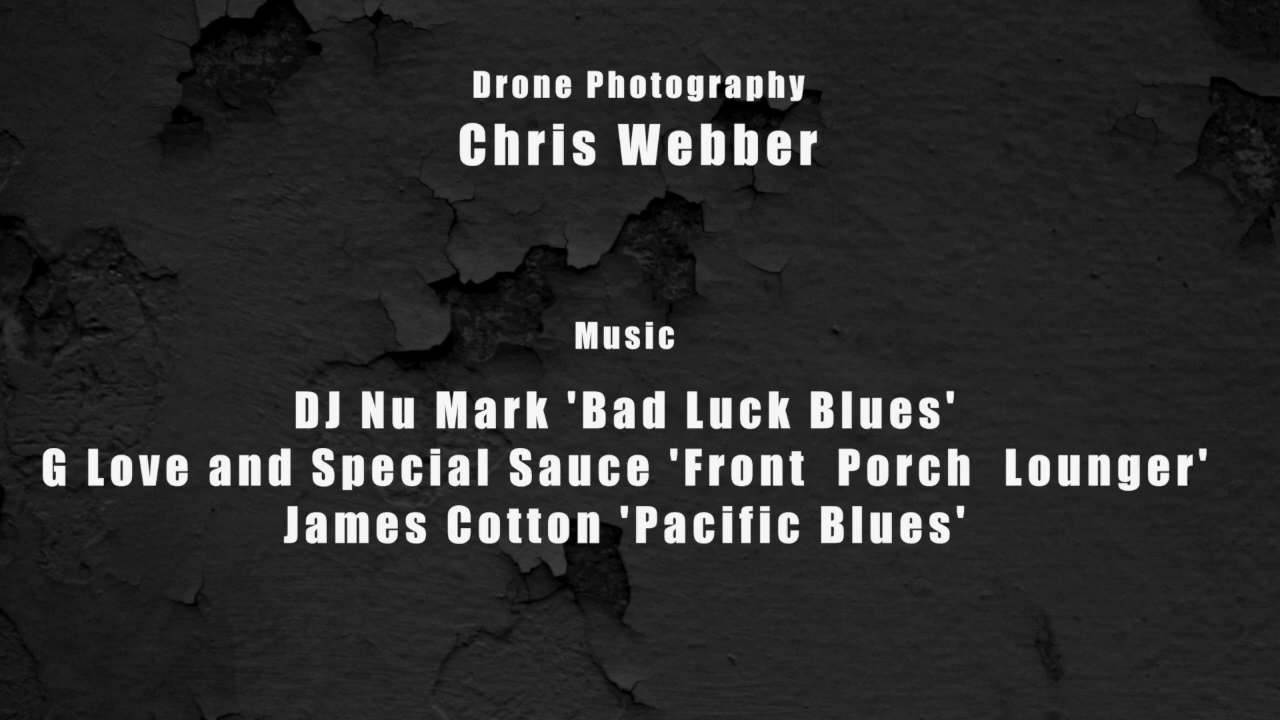 Drone Photography
Chris Webber
Music
DJ Nu Mark 'Bad Luck Blues'
G Love and Special Sauce 'Front Porch Lounger'
James Cotton 'Pacific Blues'